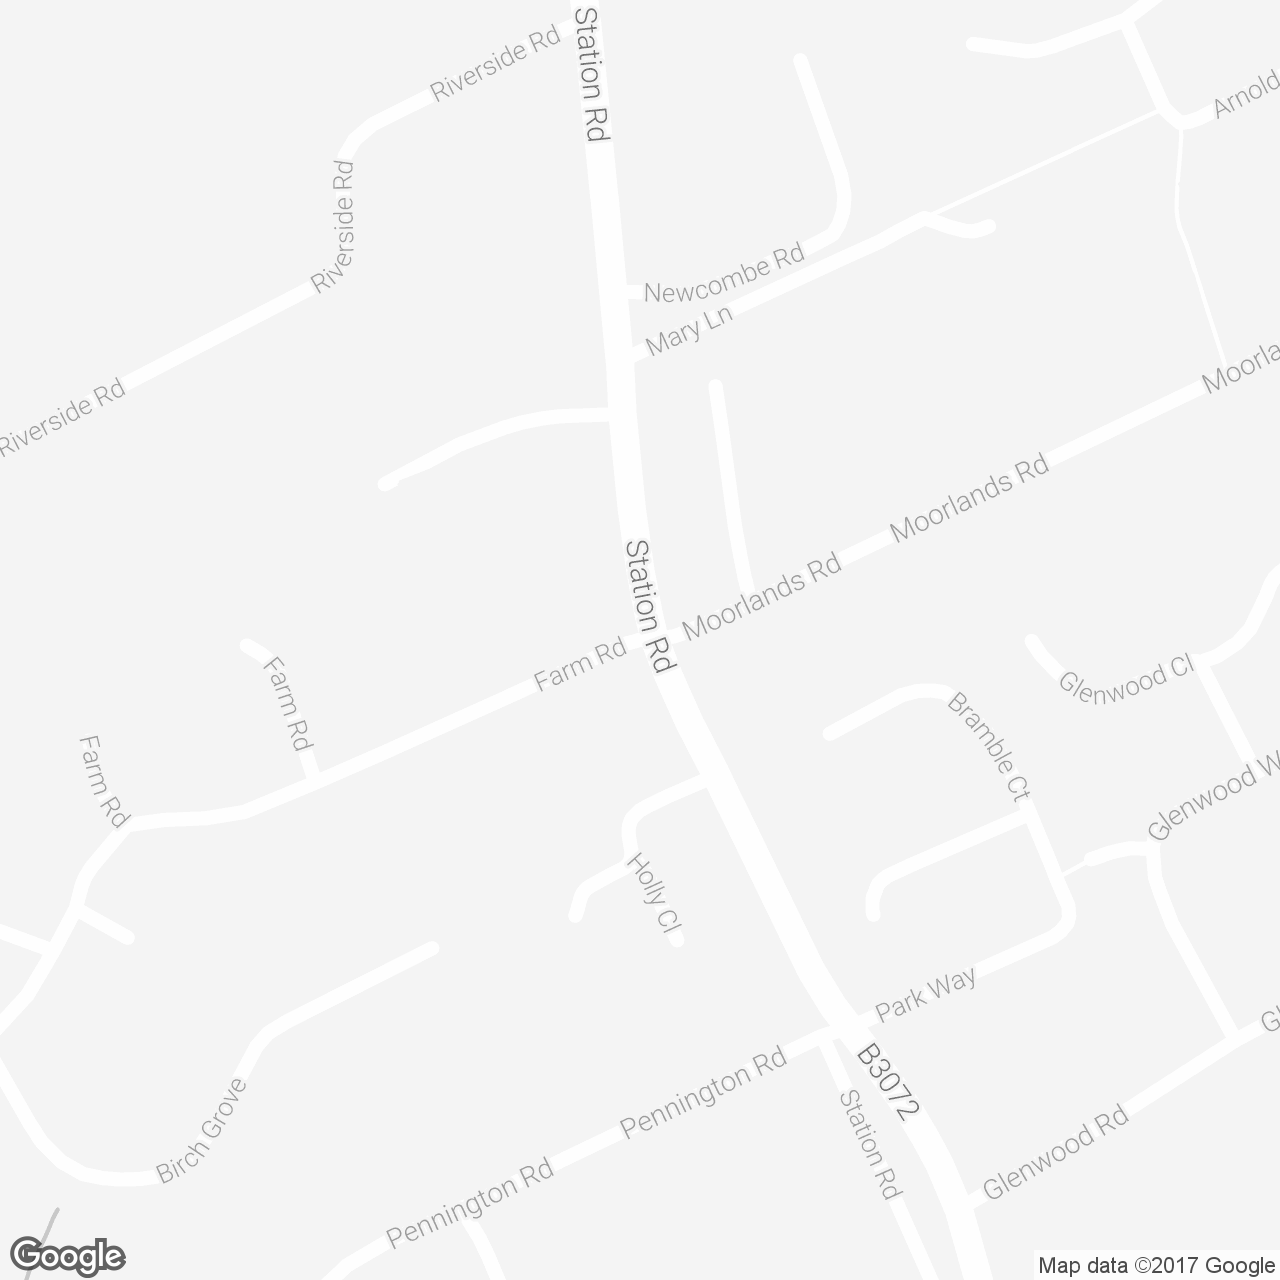 Station Rd
Riverside Rd
Arnold
Riverside Rd
Newcombe Rd
Mary Ln
Moorla
Riverside Rd
Moorlands Rd
Station Rd
Moorlands Rd
Farm Rd
Farm Rd
Glenwood Cl
Bramble Ct
Farm Rd
Glenwood W
Holly Cl
Park Way
Gl
B3072
Pennington Rd
Birch Grove
Station Rd
Glenwood Rd
Pennington Rd
Google
Map data ©2017 Google